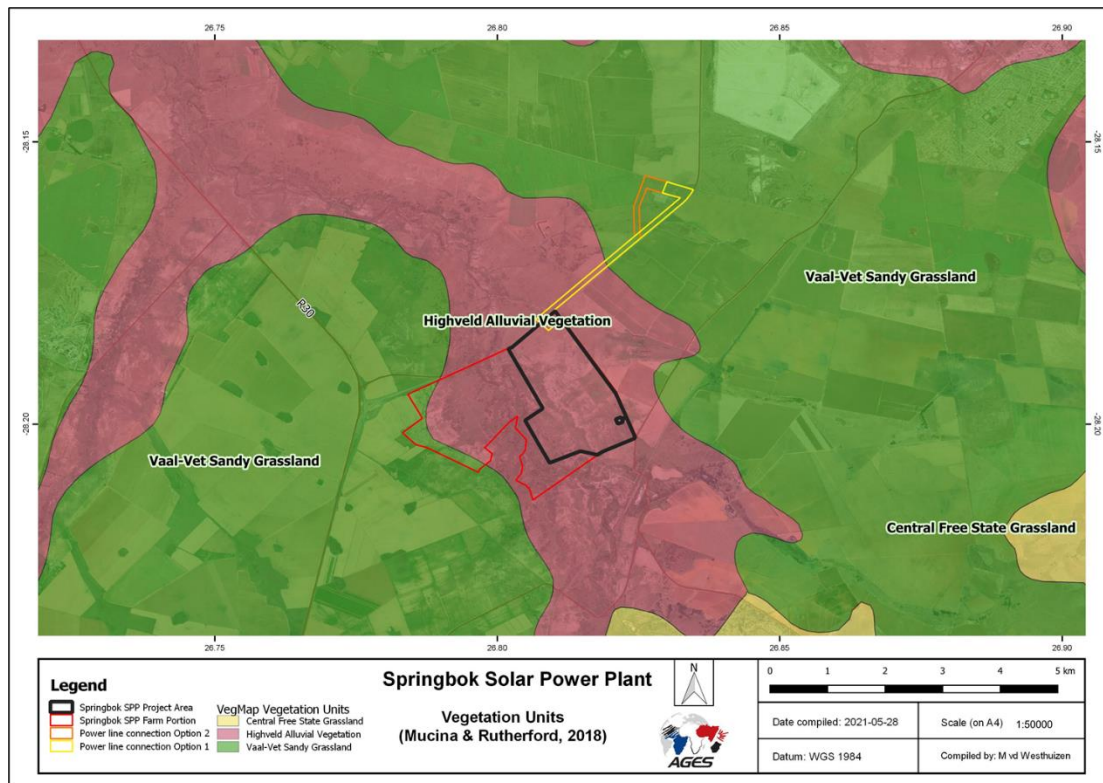 26.75 26.80 26.85 26.90
-28.15 -28.15
Vaal-Vet Sandy Grassland
R30
Highveld Alluvial Vegetation
-28.20 -28.20
Vaal-Vet Sandy Grassland
Central Free State Grassland
26.75 26.80 26.85 26.90
Legend
Springbok SPP Project Area
Springbok SPP Farm Portion
Power line connection Option 2
Power line connection Option 1
VegMap Vegetation Units
Central Free State Grassland
Highveld Alluvial Vegetation
Vaal-Vet Sandy Grassland
Springbok Solar Power Plant
Vegetation Units
(Mucina & Rutherford, 2018)
N
AGES
0 1 2 3 4 5 km
Date compiled: 2021-05-28
Scale (on A4) 1:50000
Datum: WGS 1984
Compiled by: M vd Westhuizen